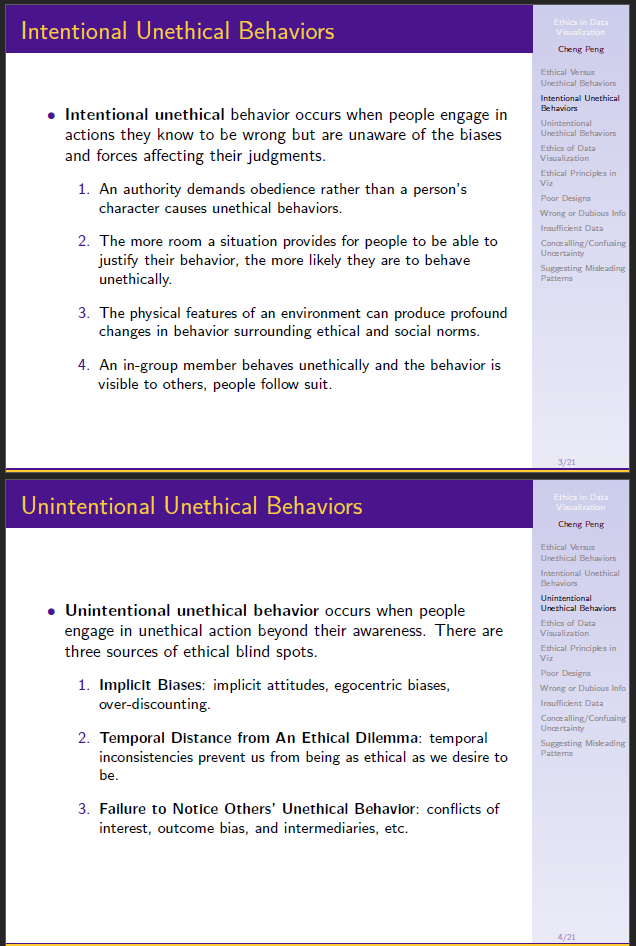 Intentional Unethical Behaviors
• Intentional unethical behavior occurs when people engage in
actions they know to be wrong but are unaware of the biases
and forces affecting their judgments.
1. An authority demands obedience rather than a person's
character causes unethical behaviors.
2. The more room a situation provides for people to be able to
justify their behavior, the more likely they are to behave
unethically.
3. The physical features of an environment can produce profound
changes in behavior surrounding ethical and social norms.
4. An in-group member behaves unethically and the behavior is
visible to others, people follow suit.
Ethics in Data
Visualization
Cheng Peng
Ethical Versus
Unethical Behaviors
Intentional Unethical
Behaviors
Unintentional
Unethical Behaviors
Ethics of Data
Visualization
Ethical Principles in
Viz
Poor Designs
Wrong or Dubious Info
Insufficient Data
Concealling/Confusing
Uncertainty
Suggesting Misleading
Patterns
3/21
Unintentional Unethical Behaviors
• Unintentional unethical behavior occurs when people
engage in unethical action beyond their awareness. There are
three sources of ethical blind spots.
1. Implicit Biases: implicit attitudes, egocentric biases,
over-discounting.
2. Temporal Distance from An Ethical Dilemma: temporal
inconsistencies prevent us from being as ethical as we desire to
be.
3. Failure to Notice Others' Unethical Behavior: conflicts of
interest, outcome bias, and intermediaries, etc.
Ethics in Data
Visualization
Cheng Peng
Ethical Versus
Unethical Behaviors
Intentional Unethical
Behaviors
Unintentional
Unethical Behaviors
Ethics of Data
Visualization
Ethical Principles in
Viz
Poor Designs
Wrong or Dubious Info
Insufficient Data
Concealling/Confusing
Uncertainty
Suggesting Misleading
Patterns
4/21